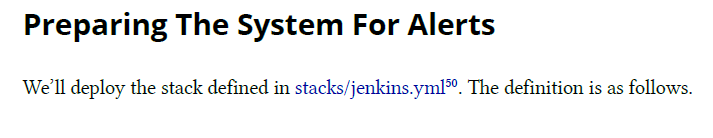 Preparing The System For Alerts
We’ll deploy the stack defined in stacks/jenkins.yml⁵⁰. The definition is as follows.